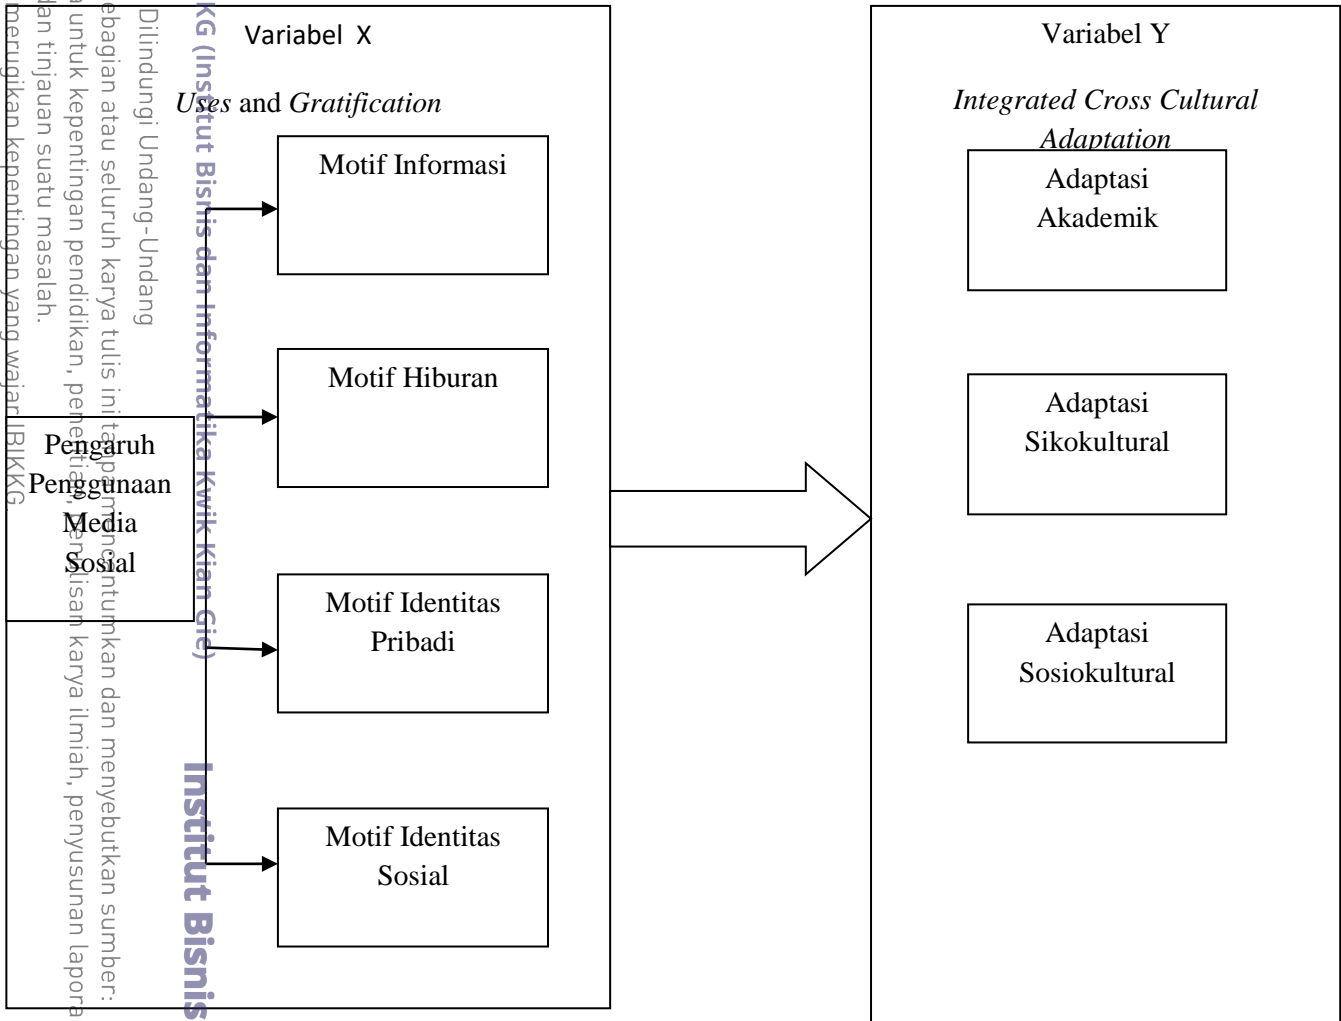 Variabel  X
Uses and Gratification
Motif Informasi
Motif Hiburan
Pengaruh
Penggunaan
Media
Sosial
Motif Identitas
Pribadi
Motif Identitas
Sosial
Variabel Y
Integrated Cross Cultural
Adaptation
Adaptasi
Akademik
Adaptasi
Sikokultural
Adaptasi
Sosiokultural
KG (Institut Bisnis dan Informatika Kwik Kian Gie)
Institut Bisnis
Dilindungi Undang-Undang
ebagian atau seluruh karya tulis ini tanpa mencantumkan dan menyebutkan sumber:
untuk kepentingan pendidikan, penelitian, penulisan karya ilmiah, penyusunan lapora
dan tinjauan suatu masalah.
merugikan kepentingan yang wajar IBIKKG.